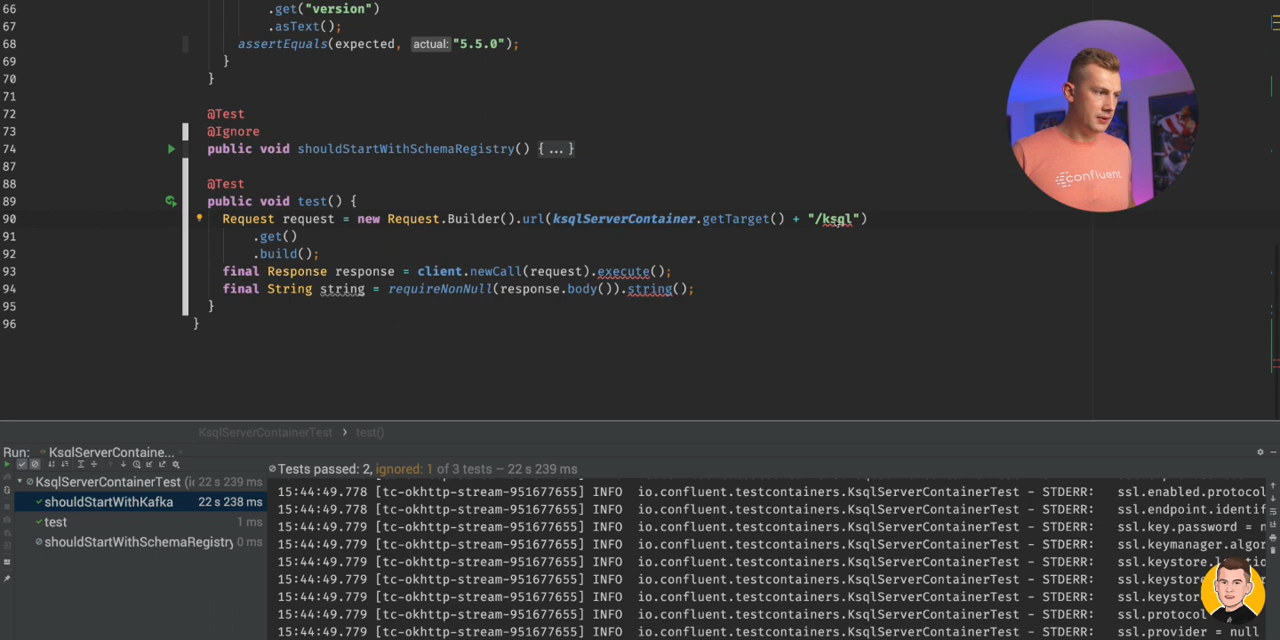 66 .get("version")
67 .asText();
68 assertEquals(expected, actual: "5.5.0");
69 }
70 }
71
72 @Test
73 @Ignore
74 public void shouldStartWithSchemaRegistry() {...}
87
88 @Test
89 public void test() {
90 Request request = new Request.Builder().url(ksqlServerContainer.getTarget() + "/ksql")
91 .get()
92 .build();
93 final Response response = client.newCall(request).execute();
94 final String string = requireNonNull(response.body()).string();
95 }
96 }
confluent
KsqlServerContainerTest › test()
Run: KsqlServerContaine...
Tests passed: 2, ignored: 1 of 3 tests – 22 s 239 ms
KsqlServerContainerTest (i 22 s 239 ms
shouldStartWithKafka 22 s 238 ms
test 1 ms
shouldStartWithSchemaRegistry 0 ms
15:44:49.778 [tc-okhttp-stream-951677655] INFO io.confluent.testcontainers.KsqlServerContainerTest - STDERR: ssl.enabled.protocol
15:44:49.778 [tc-okhttp-stream-951677655] INFO io.confluent.testcontainers.KsqlServerContainerTest - STDERR: ssl.endpoint.identif
15:44:49.779 [tc-okhttp-stream-951677655] INFO io.confluent.testcontainers.KsqlServerContainerTest - STDERR: ssl.key.password = n
15:44:49.779 [tc-okhttp-stream-951677655] INFO io.confluent.testcontainers.KsqlServerContainerTest - STDERR: ssl.keymanager.algor
15:44:49.779 [tc-okhttp-stream-951677655] INFO io.confluent.testcontainers.KsqlServerContainerTest - STDERR: ssl.keystore.
15:44:49.779 [tc-okhttp-stream-951677655] INFO io.confluent.testcontainers.KsqlServerContainerTest - STDERR: ssl.keystore
15:44:49.779 [tc-okhttp-stream-951677655] INFO io.confluent.testcontainers.KsqlServerContainerTest - STDERR: ssl.keystore
15:44:49.779 [tc-okhttp-stream-951677655] INFO io.confluent.testcontainers.KsqlServerContainerTest - STDERR: ssl.protoco
15:44:49.779 [tc-okhttp-stream-951677655] INFO io.confluent.testcontainers.KsqlServerContainerTest - STDERR: ssl.provider = null